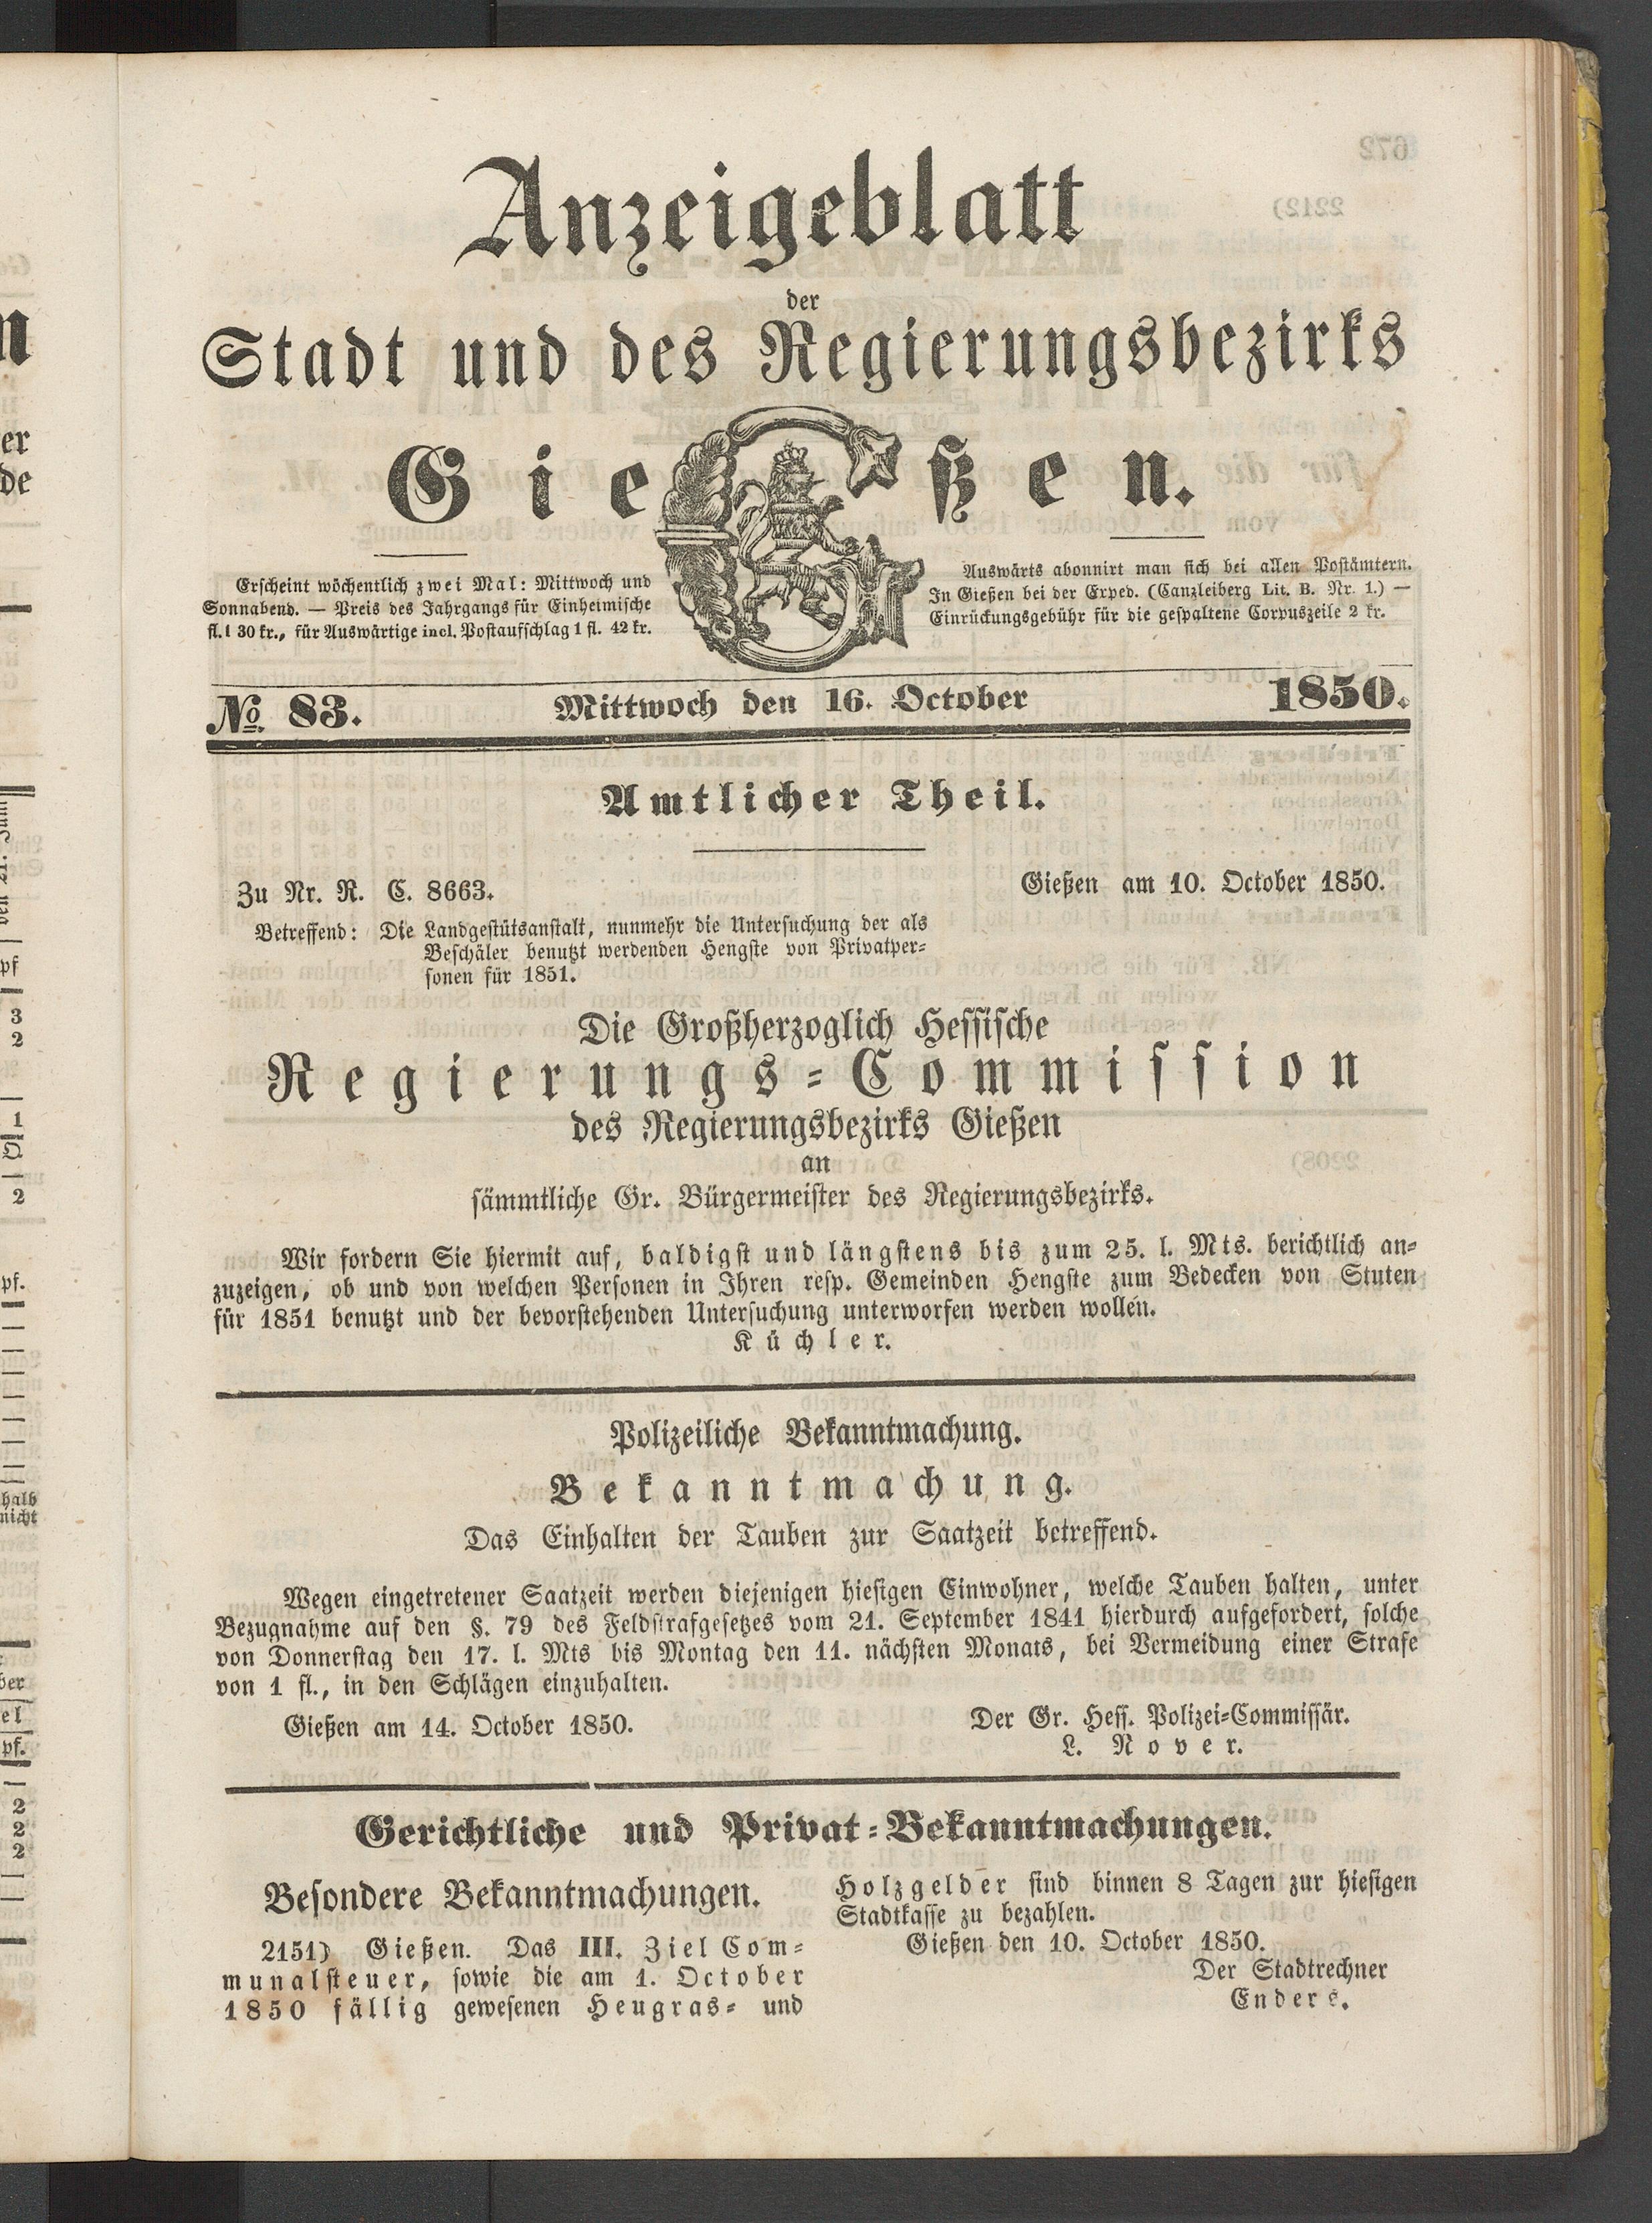 Anzeigeblatt
der
Stadt und des Regierungsbezirks
Gießen.
Erscheint wöchentlich zwei Mal: Mittwoch und
Sonnabend. — Preis des Jahrgangs für Einheimische
fl. 1 30 kr., für Auswärtige incl. Postaufschlag 1 fl. 42 kr.
Auswärts abonnirt man sich bei allen Postämtern.
In Gießen bei der Exped. (Canzleiberg Lit. B. Nr. 1.) —
Einrückungsgebühr für die gespaltene Corpuszeile 2 kr.
No. 83. Mittwoch den 16. October 1850.
Amtlicher Theil.
Zu Nr. R. C. 8663. Gießen am 10. October 1850.
Betreffend: Die Landgestütsanstalt, nunmehr die Untersuchung der als
Beschäler benutzt werdenden Hengste von Privatper-
sonen für 1851.
Die Großherzoglich Hessische
Regierungs-Commission
des Regierungsbezirks Gießen
an
sämmtliche Gr. Bürgermeister des Regierungsbezirks.
Wir fordern Sie hiermit auf, baldigst und längstens bis zum 25. l. Mts. berichtlich an-
zuzeigen, ob und von welchen Personen in Ihren resp. Gemeinden Hengste zum Bedecken von Stuten
für 1851 benutzt und der bevorstehenden Untersuchung unterworfen werden wollen.
Küchler.
Polizeiliche Bekanntmachung.
Bekanntmachung.
Das Einhalten der Tauben zur Saatzeit betreffend.
Wegen eingetretener Saatzeit werden diejenigen hiesigen Einwohner, welche Tauben halten, unter
Bezugnahme auf den §. 79 des Feldstrafgesetzes vom 21. September 1841 hierdurch aufgefordert, solche
von Donnerstag den 17. l. Mts bis Montag den 11. nächsten Monats, bei Vermeidung einer Strafe
von 1 fl., in den Schlägen einzuhalten.
Gießen am 14. October 1850. Der Gr. Hess. Polizei-Commissär.
L. Nover.
Gerichtliche und Privat-Bekanntmachungen.
Besondere Bekanntmachungen.
2151) Gießen. Das III. Ziel Com-
munalsteuer, sowie die am 1. October
1850 fällig gewesenen Heugras- und
Holzgelder sind binnen 8 Tagen zur hiesigen
Stadtkasse zu bezahlen.
Gießen den 10. October 1850.
Der Stadtrechner
Enders.